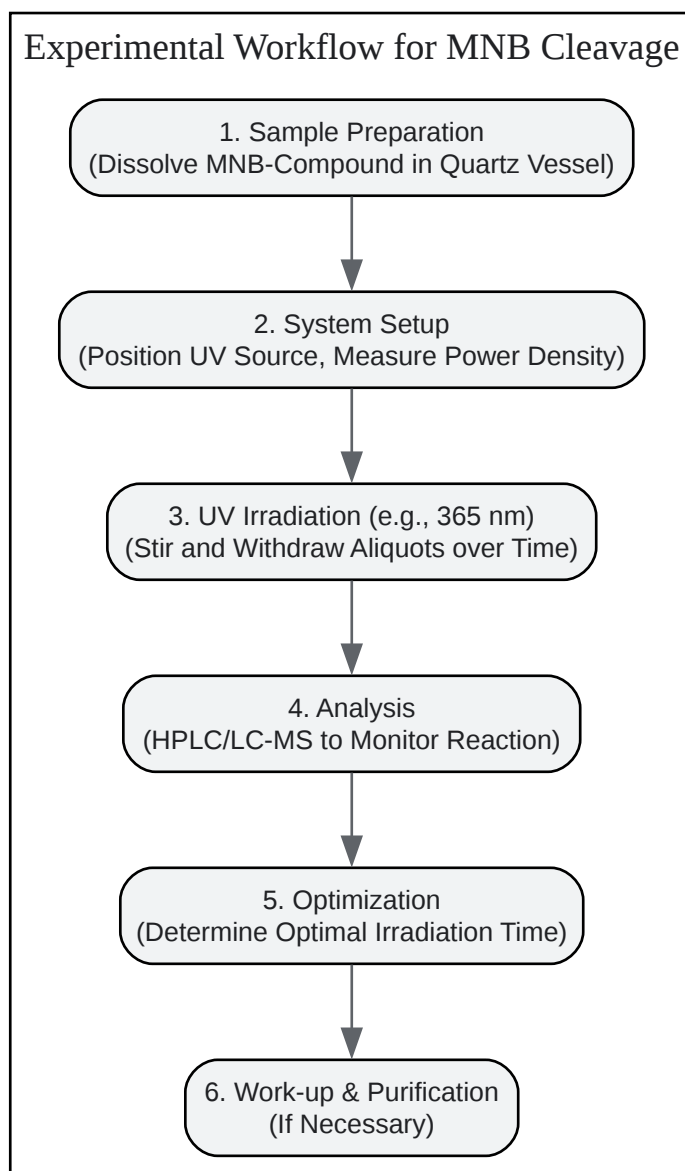 Experimental Workflow for MNB Cleavage
1. Sample Preparation
(Dissolve MNB-Compound in Quartz Vessel)
2. System Setup
(Position UV Source, Measure Power Density)
3. UV Irradiation (e.g., 365 nm)
(Stir and Withdraw Aliquots over Time)
4. Analysis
(HPLC/LC-MS to Monitor Reaction)
5. Optimization
(Determine Optimal Irradiation Time)
6. Work-up & Purification
(If Necessary)